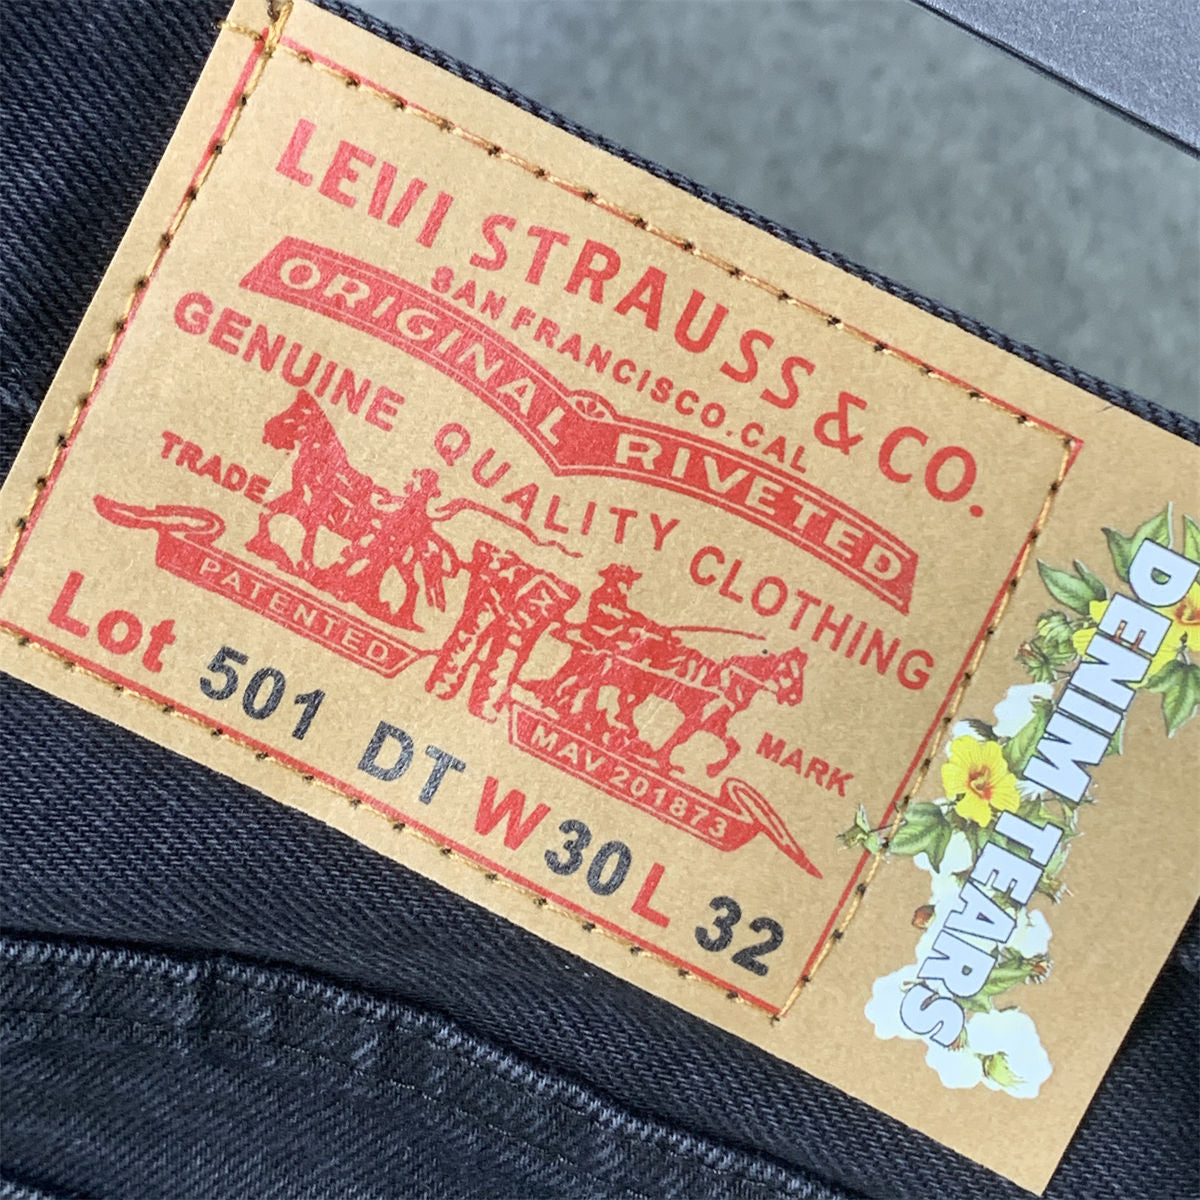 LEVI STRAUSS & CO.
SAN FRANCISCO.CAL
ORIGINAL RIVETED
GENUINE QUALITY CLOTHING
TRADE MARK
PATENTED
MAV 201873
Lot 501 DT W 30 L 32
DENIM TEARS